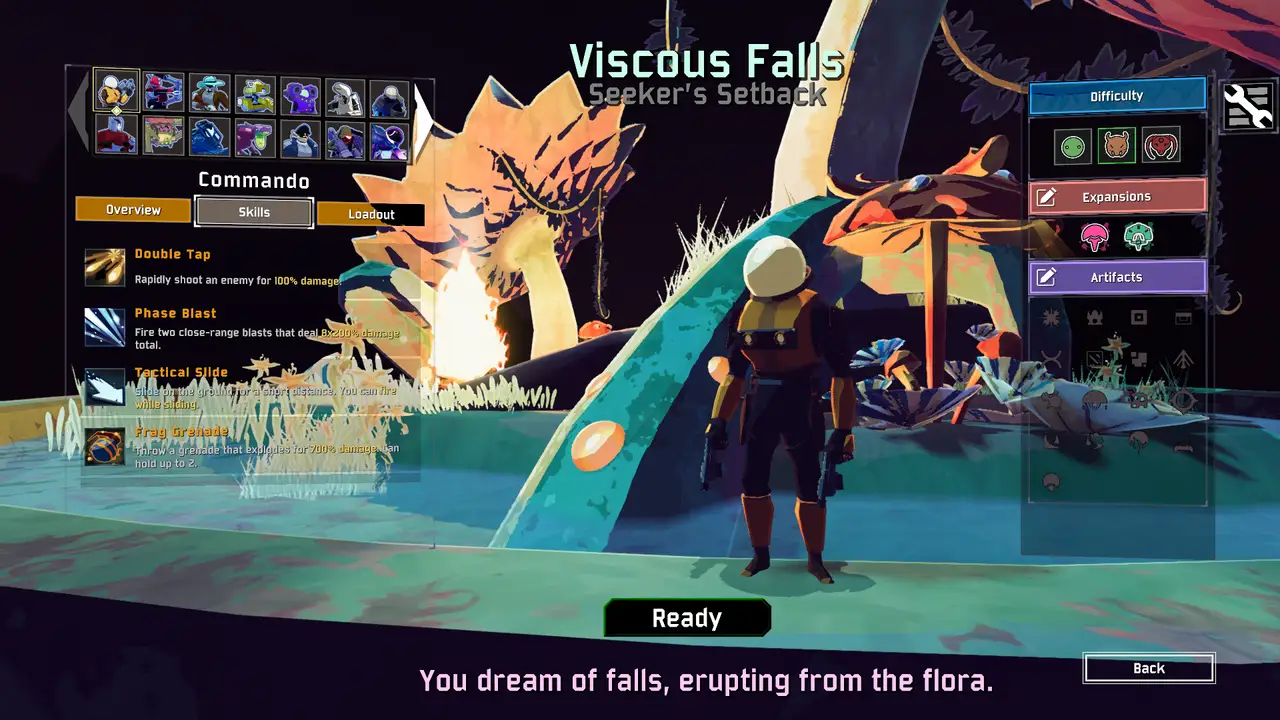 Viscous Falls
Seeker's Setback
Commando
Overview
Skills
Loadout
Double Tap
Rapidly shoot an enemy for 100% damage.
Phase Blast
Fire two close-range blasts that deal 8x200% damage
total.
Tactical Slide
Slide on the ground for a short distance. You can fire
while sliding.
Frag Grenade
Throw a grenade that explodes for 700% damage. Can
hold up to 2.
Difficulty
Expansions
Artifacts
Ready
Back
You dream of falls, erupting from the flora.